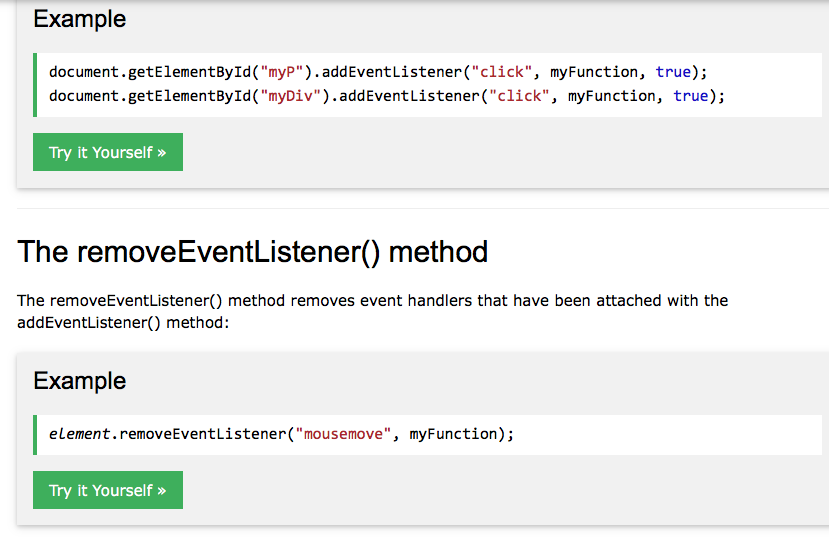 Example
document.getElementById("myP").addEventListener("click", myFunction, true);
document.getElementById("myDiv").addEventListener("click", myFunction, true);
Try it Yourself »
The removeEventListener() method
The removeEventListener() method removes event handlers that have been attached with the
addEventListener() method:
Example
element.removeEventListener("mousemove", myFunction);
Try it Yourself »